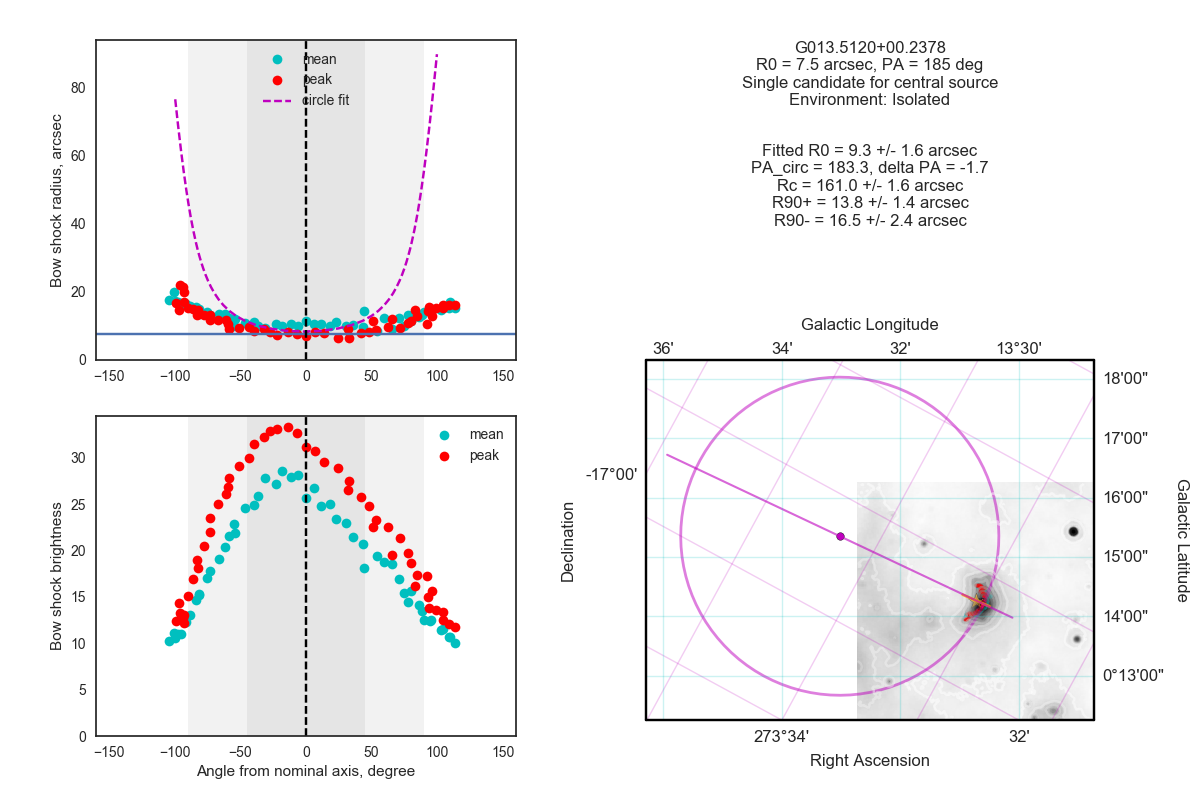 mean
peak
circle fit
Bow shock radius, arcsec
80
60
40
20
0
−150
−100
−50
0
50
100
150
mean
peak
Bow shock brightness
30
25
20
15
10
5
0
−150
−100
−50
0
50
100
150
Angle from nominal axis, degree
G013.5120+00.2378
R0 = 7.5 arcsec, PA = 185 deg
Single candidate for central source
Environment: Isolated
Fitted R0 = 9.3 +/- 1.6 arcsec
PA_circ = 183.3, delta PA = -1.7
Rc = 161.0 +/- 1.6 arcsec
R90+ = 13.8 +/- 1.4 arcsec
R90- = 16.5 +/- 2.4 arcsec
Galactic Longitude
36'
34'
32'
13°30'
18'00"
17'00"
16'00"
15'00"
14'00"
0°13'00"
Galactic Latitude
-17°00'
Declination
273°34'
32'
Right Ascension